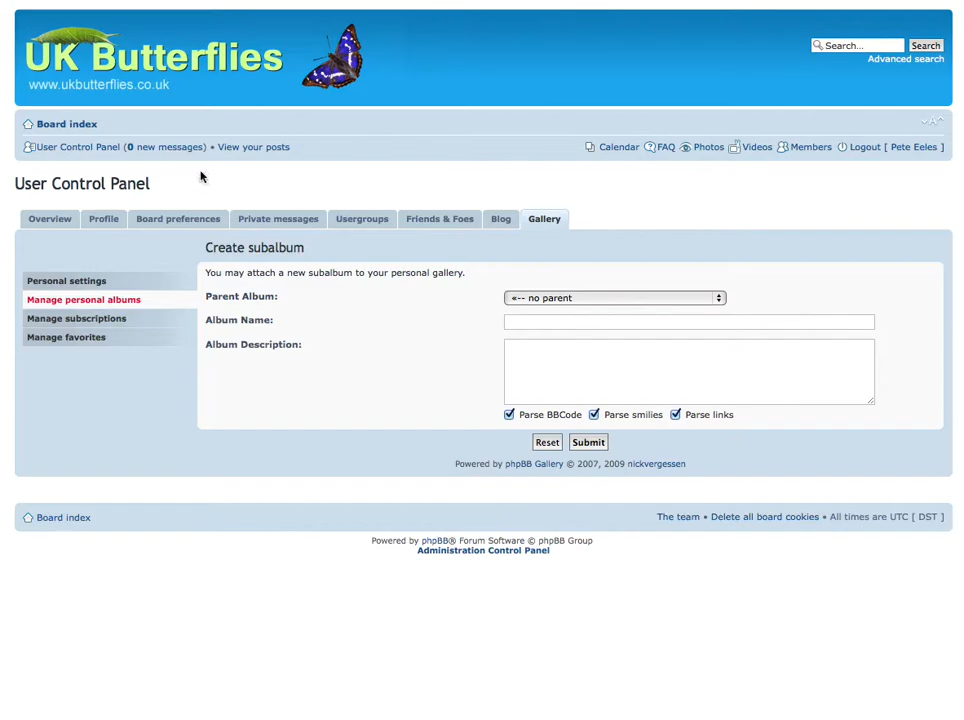 UK Butterflies
www.ukbutterflies.co.uk
Search... Search
Advanced search
Board index
User Control Panel (0 new messages) • View your posts
Calendar FAQ Photos Videos Members Logout [ Pete Eeles ]
User Control Panel
Overview Profile Board preferences Private messages Usergroups Friends & Foes Blog Gallery
Create subalbum
Personal settings
Manage personal albums
Manage subscriptions
Manage favorites
You may attach a new subalbum to your personal gallery.
Parent Album: «-- no parent
Album Name:
Album Description:
Parse BBCode Parse smilies Parse links
Reset Submit
Powered by phpBB Gallery © 2007, 2009 nickvergessen
Board index
The team • Delete all board cookies • All times are UTC [ DST ]
Powered by phpBB® Forum Software © phpBB Group
Administration Control Panel